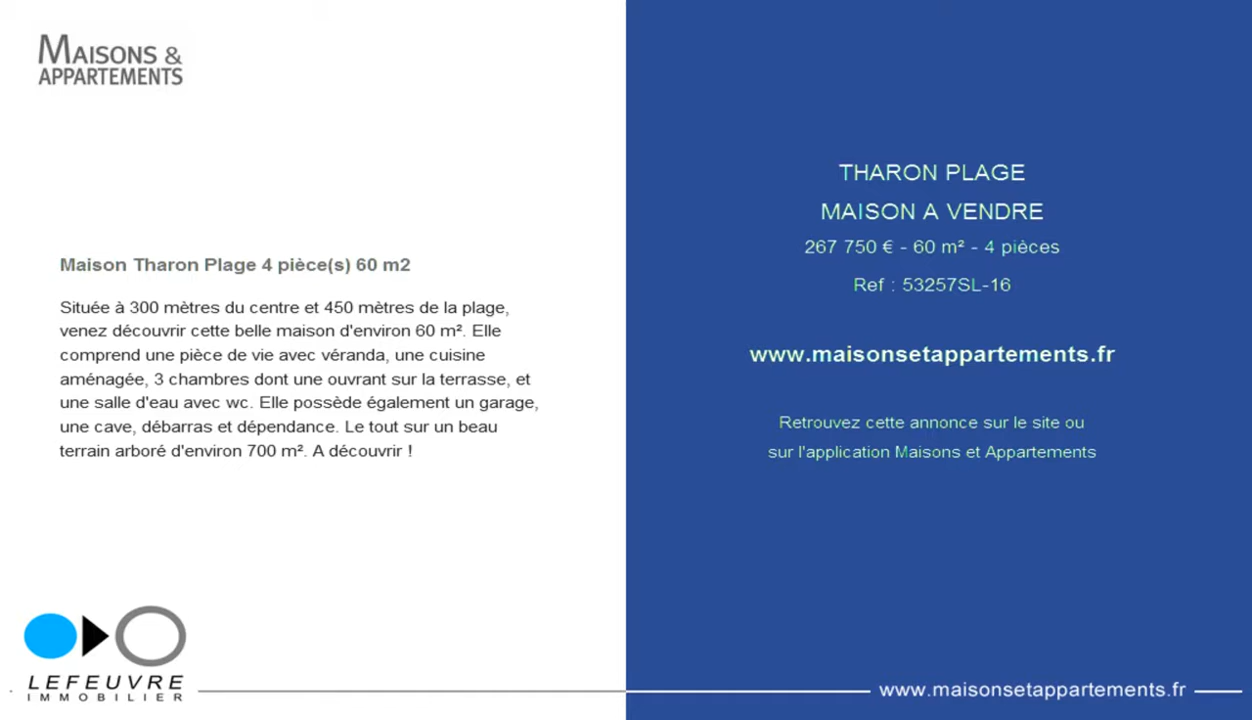 MAISONS &
APPARTEMENTS
Maison Tharon Plage 4 pièce(s) 60 m2
Située à 300 mètres du centre et 450 mètres de la plage,
venez découvrir cette belle maison d'environ 60 m². Elle
comprend une pièce de vie avec véranda, une cuisine
aménagée, 3 chambres dont une ouvrant sur la terrasse, et
une salle d'eau avec wc. Elle possède également un garage,
une cave, débarras et dépendance. Le tout sur un beau
terrain arboré d'environ 700 m². A découvrir !
LEFEUVRE
IMMOBILIER
THARON PLAGE
MAISON A VENDRE
267 750 € - 60 m² - 4 pièces
Ref : 53257SL-16
www.maisonsetappartements.fr
Retrouvez cette annonce sur le site ou
sur l'application Maisons et Appartements
www.maisonsetappartements.fr